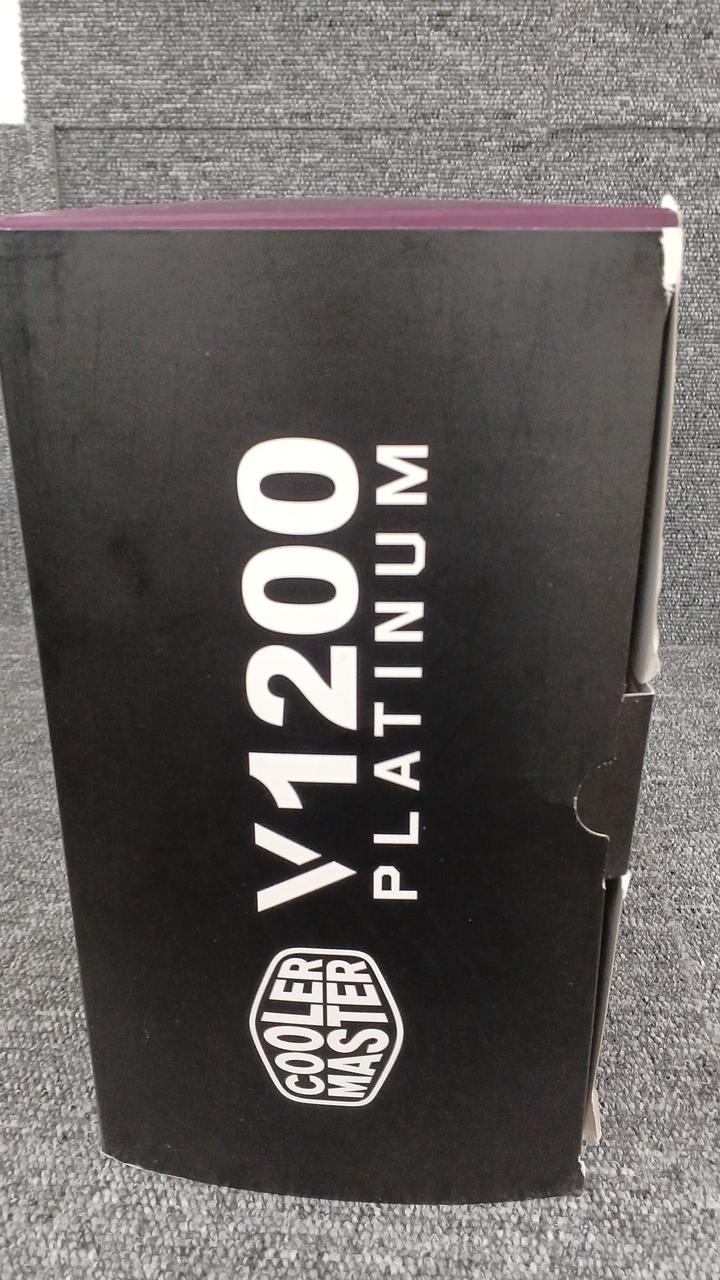 COOLER
MASTER
V1200
PLATINUM